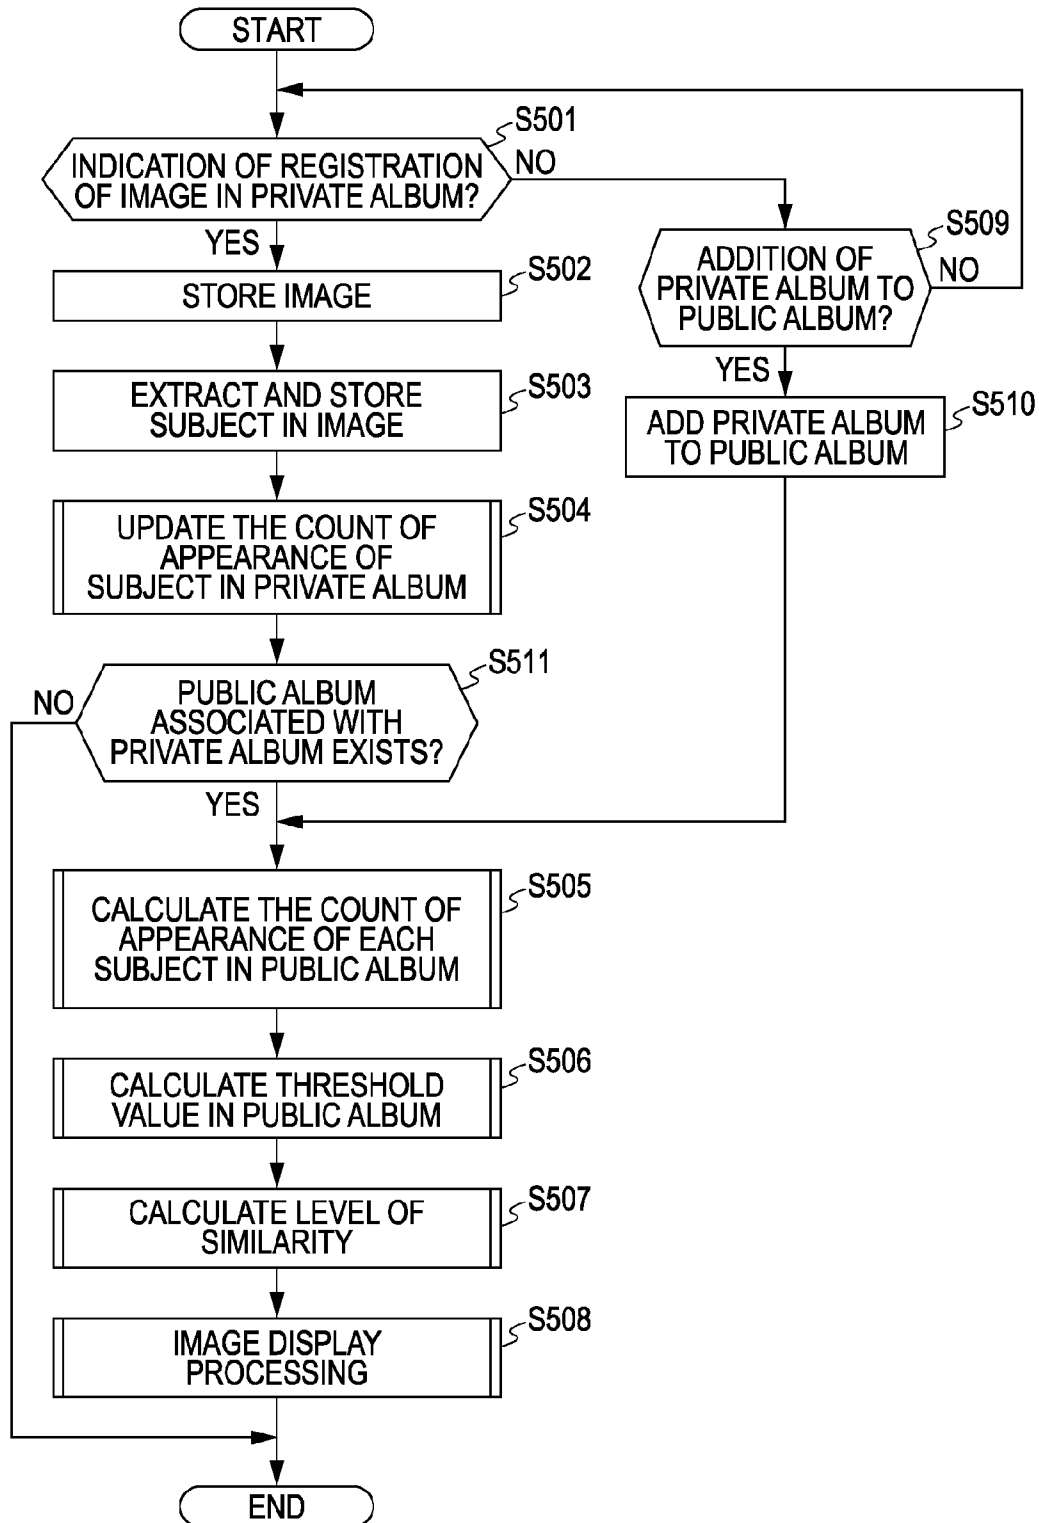 START
S501
INDICATION OF REGISTRATION
OF IMAGE IN PRIVATE ALBUM?
NO
YES
S509
ADDITION OF
PRIVATE ALBUM TO
PUBLIC ALBUM?
NO
YES
S502
STORE IMAGE
S503
EXTRACT AND STORE
SUBJECT IN IMAGE
S510
ADD PRIVATE ALBUM
TO PUBLIC ALBUM
S504
UPDATE THE COUNT OF
APPEARANCE OF
SUBJECT IN PRIVATE ALBUM
S511
NO
PUBLIC ALBUM
ASSOCIATED WITH
PRIVATE ALBUM EXISTS?
YES
S505
CALCULATE THE COUNT OF
APPEARANCE OF EACH
SUBJECT IN PUBLIC ALBUM
S506
CALCULATE THRESHOLD
VALUE IN PUBLIC ALBUM
S507
CALCULATE LEVEL OF
SIMILARITY
S508
IMAGE DISPLAY
PROCESSING
END